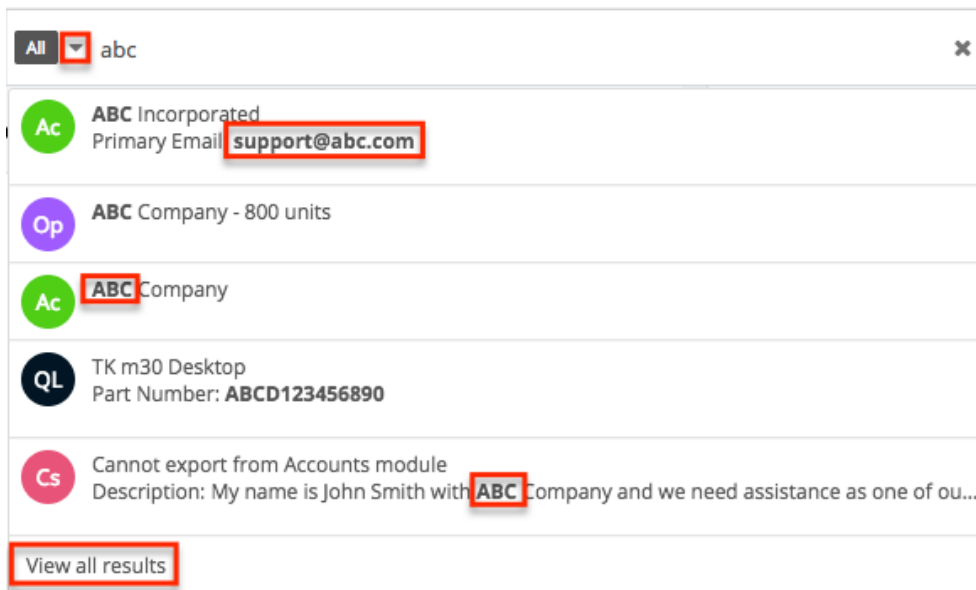 All abc
Ac
ABC Incorporated
Primary Email support@abc.com
Op
ABC Company - 800 units
Ac
ABC Company
QL
TK m30 Desktop
Part Number: ABCD123456890
Cs
Cannot export from Accounts module
Description: My name is John Smith with ABC Company and we need assistance as one of ou...
View all results